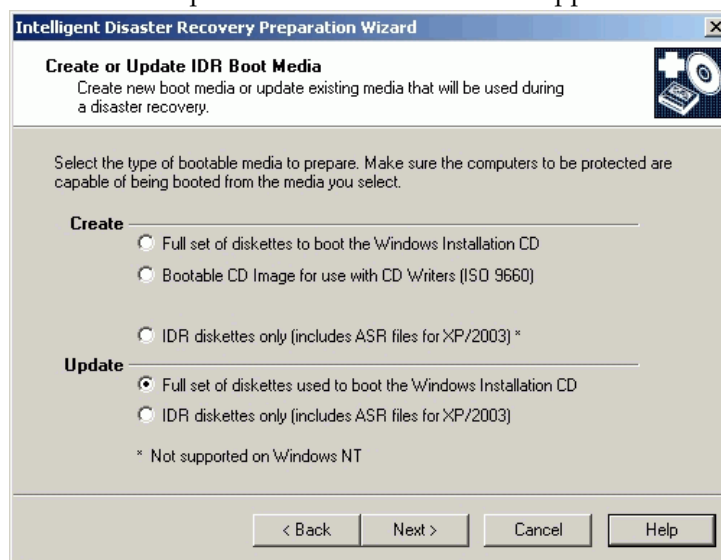 Intelligent Disaster Recovery Preparation Wizard
Create or Update IDR Boot Media
Create new boot media or update existing media that will be used during
a disaster recovery.
Select the type of bootable media to prepare. Make sure the computers to be protected are
capable of being booted from the media you select.
Create
Full set of diskettes to boot the Windows Installation CD
Bootable CD Image for use with CD Writers (ISO 9660)
IDR diskettes only (includes ASR files for XP/2003) *
Update
Full set of diskettes used to boot the Windows Installation CD
IDR diskettes only (includes ASR files for XP/2003)
* Not supported on Windows NT
< Back Next > Cancel Help